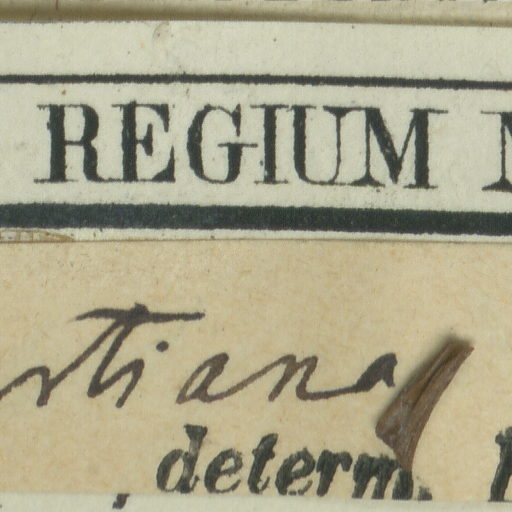 REGIUM
rtiana
determ.